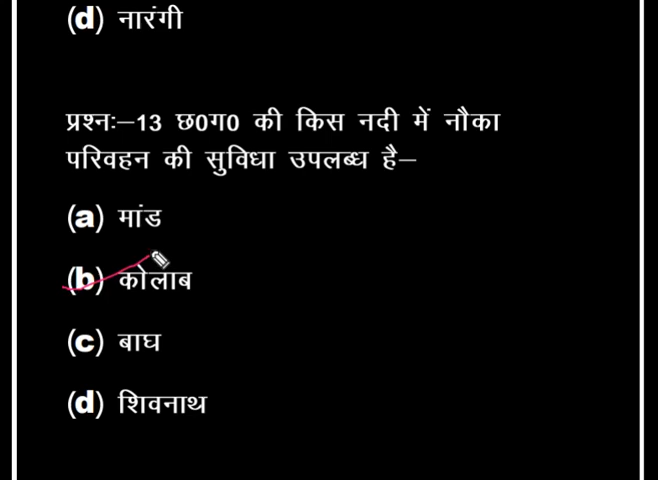 (d) नारंगी
प्रश्न:–13 छ0ग0 की किस नदी में नौका
परिवहन की सुविधा उपलब्ध है–
(a) मांड
(b) कोलाब
(c) बाघ
(d) शिवनाथ